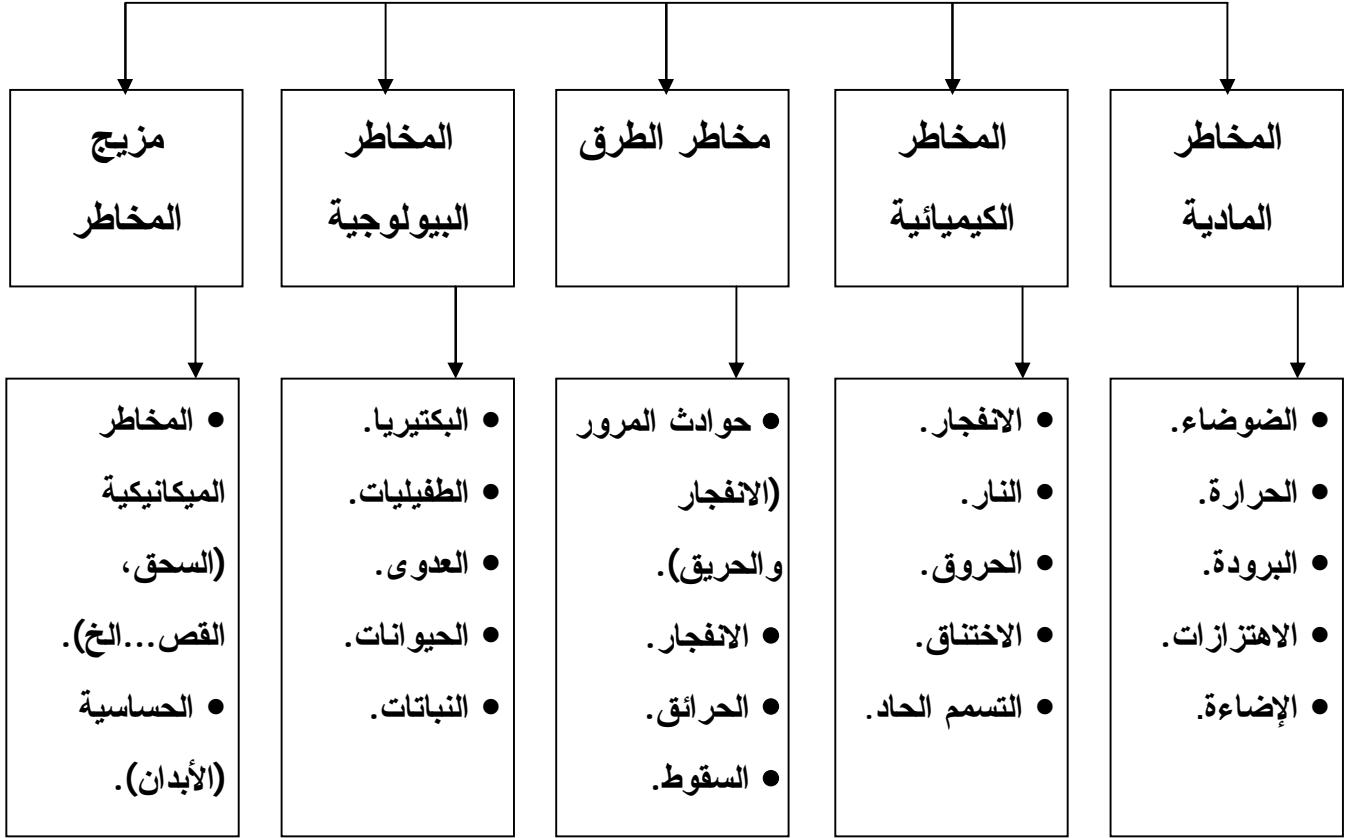 المخاطر
المادية
المخاطر
الكيميائية
مخاطر الطرق
المخاطر
البيولوجية
مزيج
المخاطر
• الضوضاء.
• الحرارة.
• البرودة.
• الاهتزازات.
• الإضاءة.
• الانفجار.
• النار.
• الحروق.
• الاختناق.
• التسمم الحاد.
• حوادث المرور
(الانفجار
والحريق).
• الانفجار.
• الحرائق.
• السقوط.
• البكتيريا.
• الطفيليات.
• العدوى.
• الحيوانات.
• النباتات.
• المخاطر
الميكانيكية
(السحق،
القص...الخ).
• الحساسية
(الأبدان).